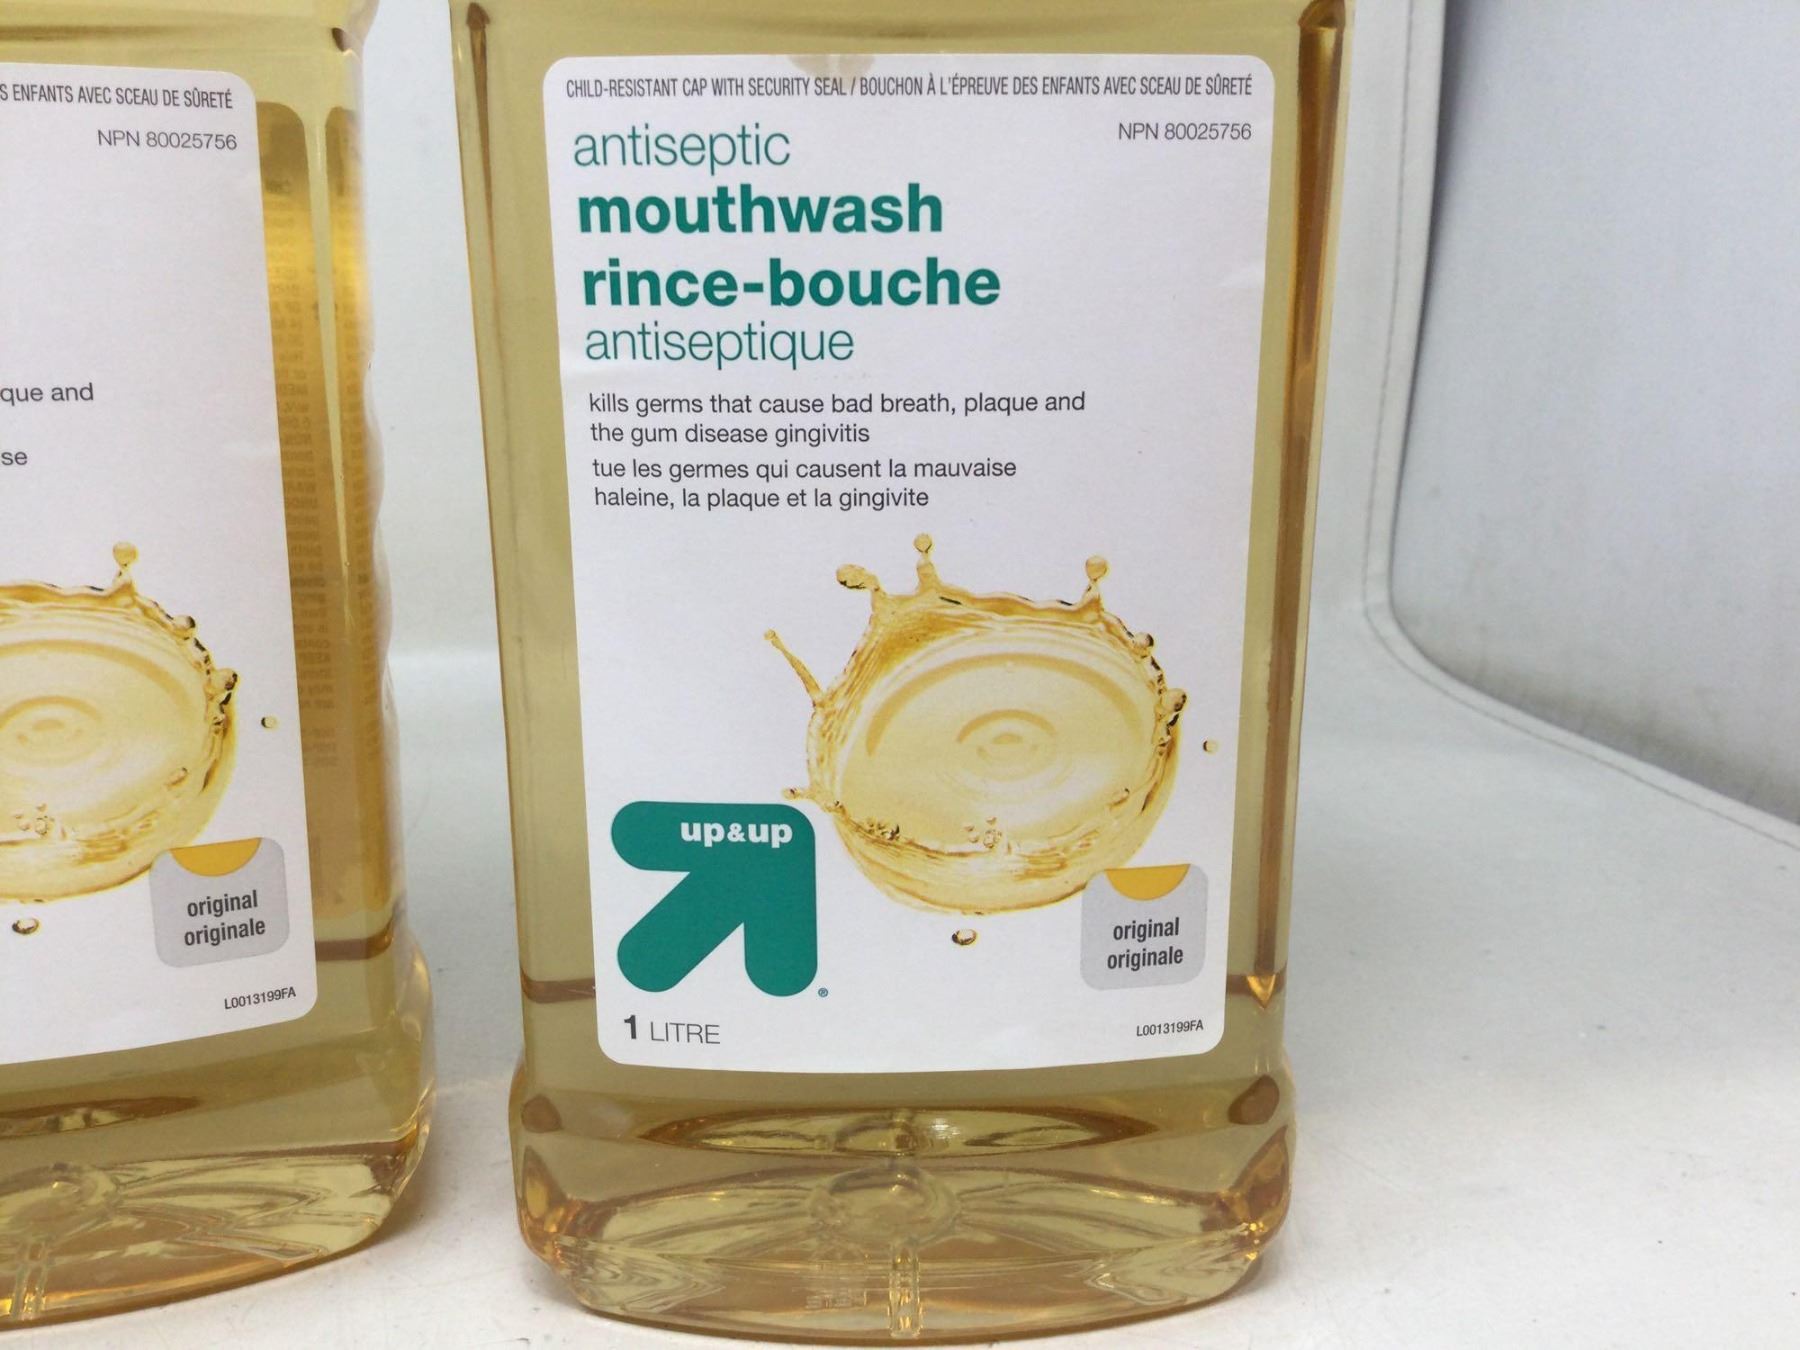 S ENFANTS AVEC SCEAU DE SÛRETÉ
NPN 80025756
que and
se
original
originale
L0013199FA
CHILD-RESISTANT CAP WITH SECURITY SEAL / BOUCHON À L'ÉPREUVE DES ENFANTS AVEC SCEAU DE SÛRETÉ
NPN 80025756
antiseptic
mouthwash
rince-bouche
antiseptique
kills germs that cause bad breath, plaque and
the gum disease gingivitis
tue les germes qui causent la mauvaise
haleine, la plaque et la gingivite
up&up
®
original
originale
1 LITRE
L0013199FA